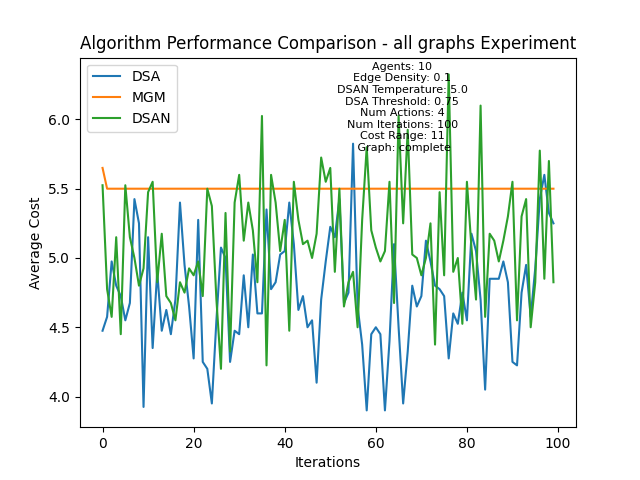 Algorithm Performance Comparison - all graphs Experiment
DSA
MGM
DSAN
Agents: 10
Edge Density: 0.1
DSAN Temperature: 5.0
DSA Threshold: 0.75
Num Actions: 4
Num Iterations: 100
Cost Range: 11
Graph: complete
Average Cost
6.0
5.5
5.0
4.5
4.0
0 20 40 60 80 100
Iterations